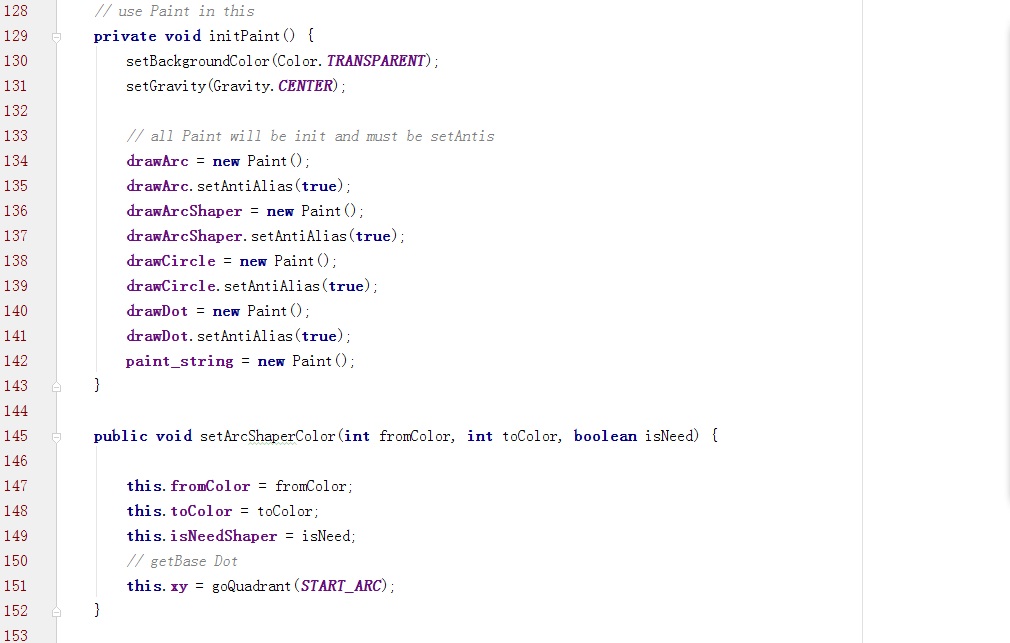 128 // use Paint in this
129 private void initPaint() {
130 setBackgroundColor(Color.TRANSPARENT);
131 setGravity(Gravity.CENTER);
132
133 // all Paint will be init and must be setAntis
134 drawArc = new Paint();
135 drawArc.setAntiAlias(true);
136 drawArcShaper = new Paint();
137 drawArcShaper.setAntiAlias(true);
138 drawCircle = new Paint();
139 drawCircle.setAntiAlias(true);
140 drawDot = new Paint();
141 drawDot.setAntiAlias(true);
142 paint_string = new Paint();
143 }
144
145 public void setArcShaperColor(int fromColor, int toColor, boolean isNeed) {
146
147 this.fromColor = fromColor;
148 this.toColor = toColor;
149 this.isNeedShaper = isNeed;
150 // getBase Dot
151 this.xy = goQuadrant(START_ARC);
152 }
153